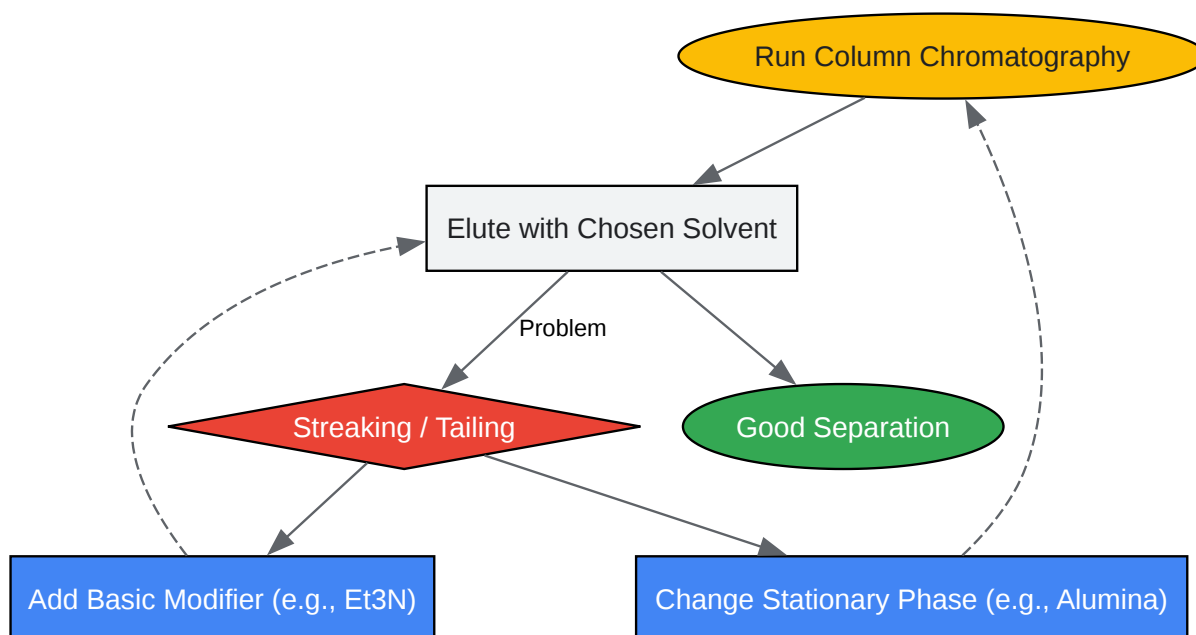 Run Column Chromatography
Elute with Chosen Solvent
Problem
Streaking / Tailing
Good Separation
Add Basic Modifier (e.g., Et3N)
Change Stationary Phase (e.g., Alumina)